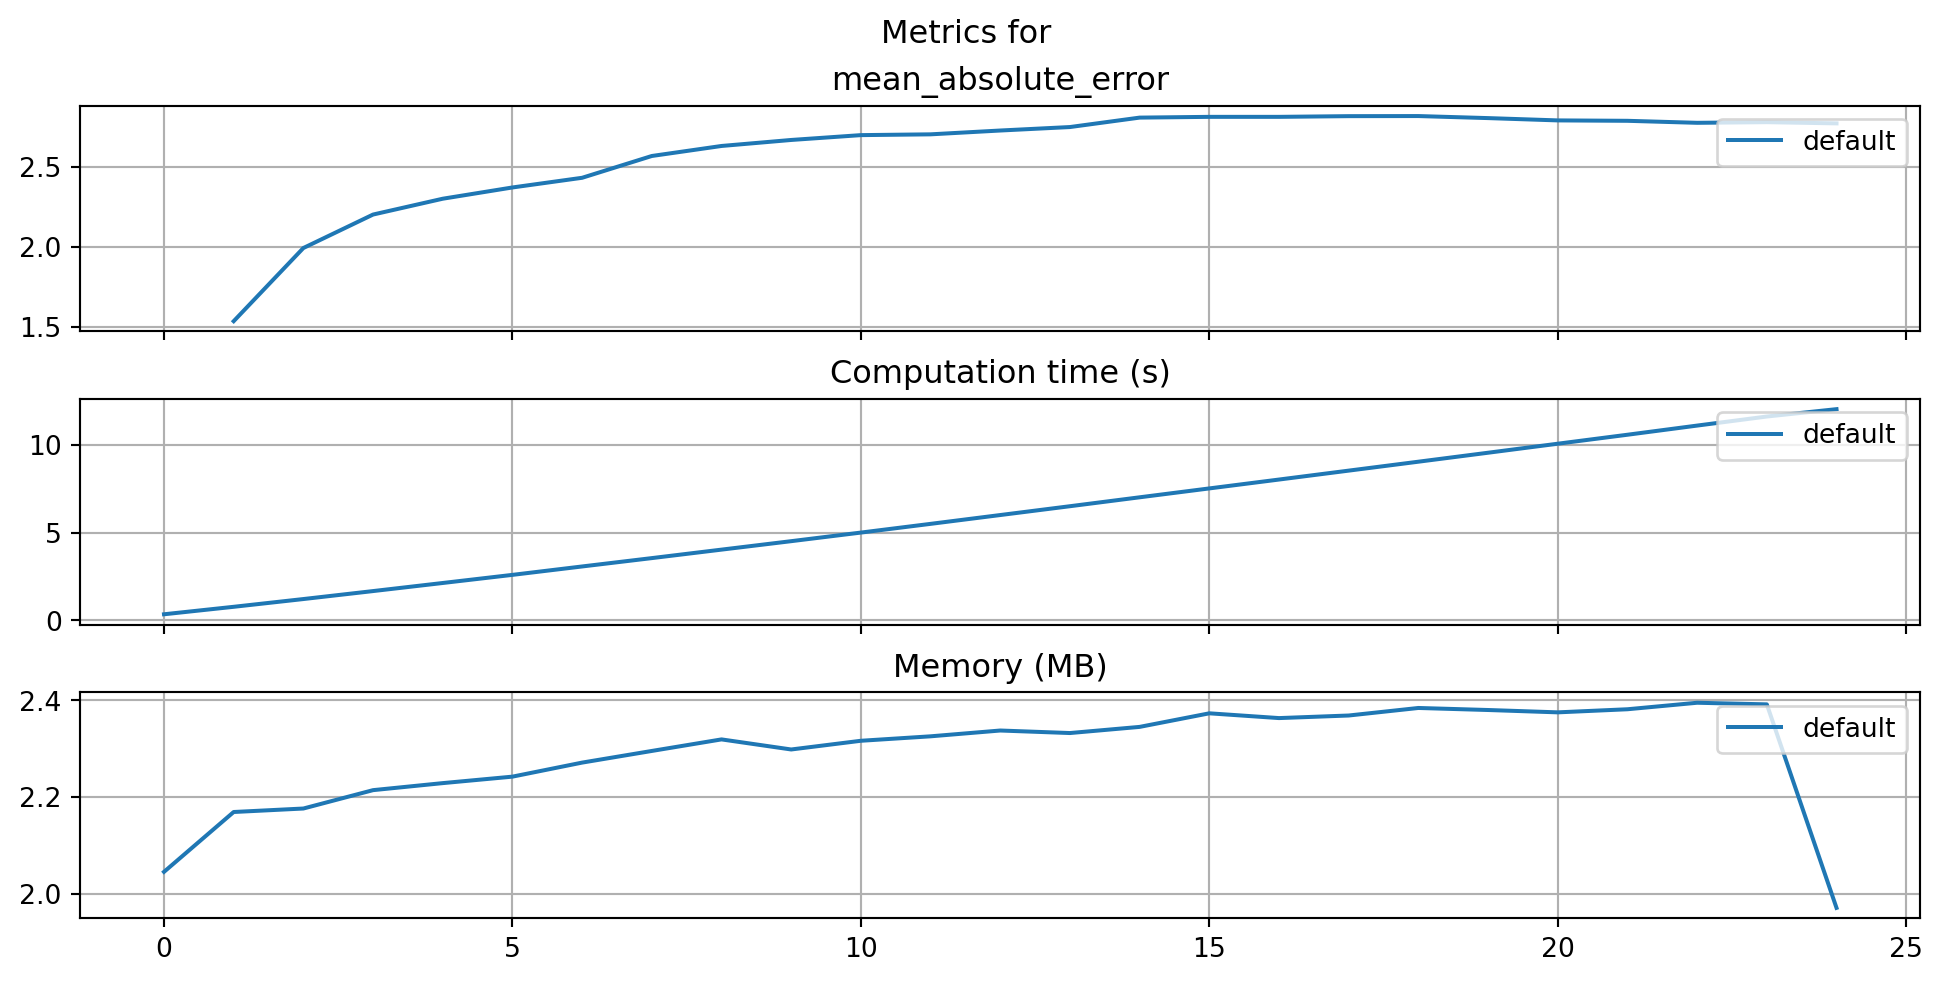 Metrics for
mean_absolute_error
2.5
2.0
1.5
default
Computation time (s)
10
5
0
default
Memory (MB)
2.4
2.2
2.0
default
0 5 10 15 20 25